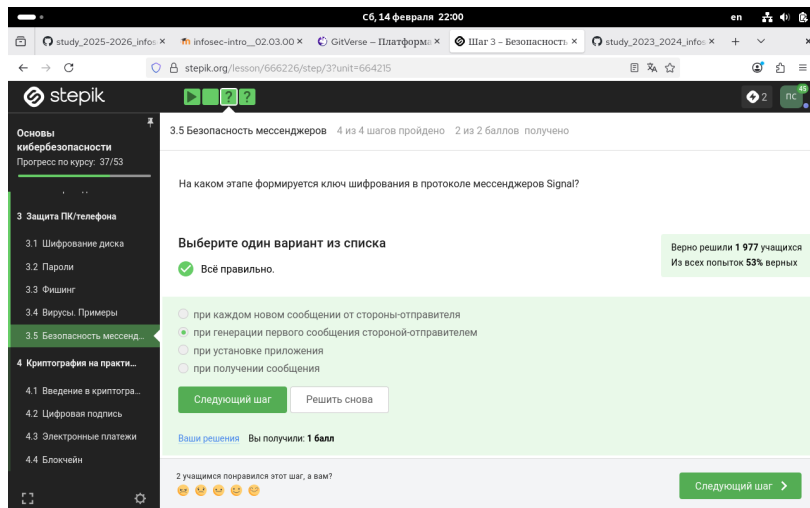 Сб, 14 февраля 22:00
en
study_2025-2026_infos
infosec-intro__02.03.00
GitVerse — Платформа
Шаг 3 – Безопасность
study_2023_2024_infos
stepik.org/lesson/666226/step/3?unit=664215
stepik
? ?
2
ПС
45
Основы
кибербезопасности
Прогресс по курсу: 37/53
3.5 Безопасность мессенджеров 4 из 4 шагов пройдено 2 из 2 баллов получено
3 Защита ПК/телефона
3.1 Шифрование диска
3.2 Пароли
3.3 Фишинг
3.4 Вирусы. Примеры
3.5 Безопасность мессенд...
4 Криптография на практи...
4.1 Введение в криптогра...
4.2 Цифровая подпись
4.3 Электронные платежи
4.4 Блокчейн
На каком этапе формируется ключ шифрования в протоколе мессенджеров Signal?
Выберите один вариант из списка
Всё правильно.
Верно решили 1 977 учащихся
Из всех попыток 53% верных
при каждом новом сообщении от стороны-отправителя
при генерации первого сообщения стороной-отправителем
при установке приложения
при получении сообщения
Следующий шаг
Решить снова
Ваши решения Вы получили: 1 балл
2 учащимся понравился этот шаг, а вам?
Следующий шаг